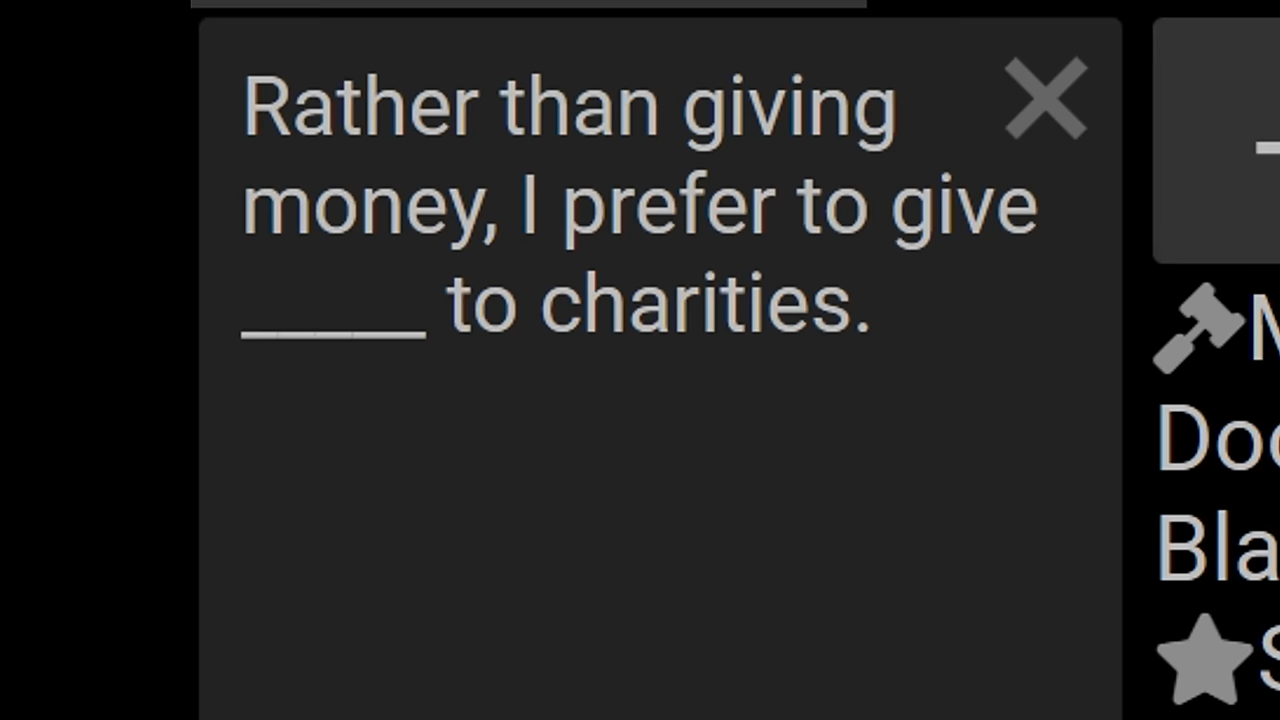 Rather than giving
money, I prefer to give
_____ to charities.